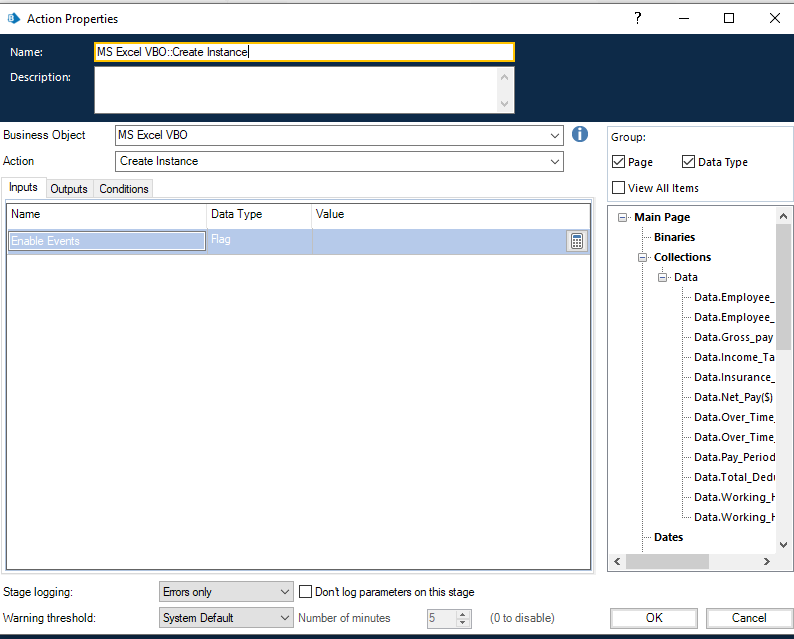 Action Properties
?
Name:
MS Excel VBO::Create Instance
Description:
Business Object
MS Excel VBO
i
Action
Create Instance
Inputs
Outputs
Conditions
Name
Data Type
Value
Enable Events
Flag
Group:
Page
Data Type
View All Items
Main Page
Binaries
Collections
Data
Data.Employee_
Data.Employee_
Data.Gross_pay
Data.Income_Ta
Data.Insurance_
Data.Net_Pay($)
Data.Over_Time_
Data.Over_Time_
Data.Pay_Period
Data.Total_Dedu
Data.Working_H
Data.Working_H
Dates
Stage logging:
Errors only
Don't log parameters on this stage
Warning threshold:
System Default
Number of minutes
5
(0 to disable)
OK
Cancel